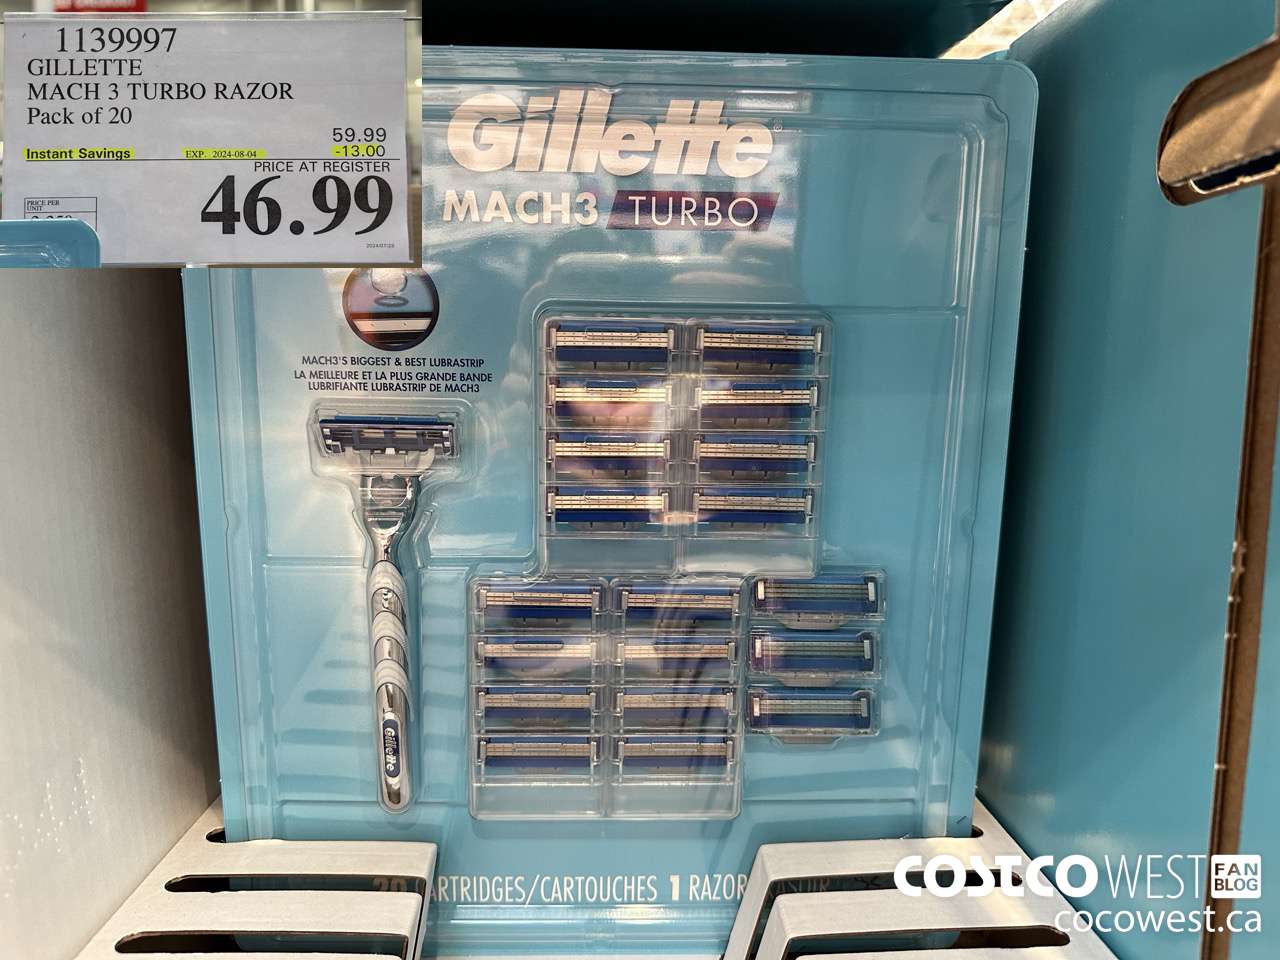 1139997
GILLETTE
MACH 3 TURBO RAZOR
Pack of 20
59.99
Instant Savings EXP. 2024-08-04 -13.00
PRICE AT REGISTER
46.99
PRICE PER
UNIT
Gillette®
MACH3 TURBO
MACH3'S BIGGEST & BEST LUBRASTRIP
LA MEILLEURE ET LA PLUS GRANDE BANDE
LUBRIFIANTE LUBRASTRIP DE MACH3
Gillette
CARTRIDGES/CARTOUCHES 1 RAZOR
COSTCO WEST FAN BLOG
cocowest.ca